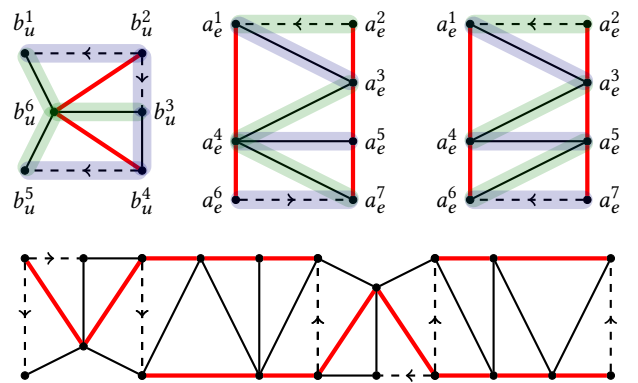 b_u^1 b_u^2 a_e^1 a_e^2 a_e^1 a_e^2
a_e^3 a_e^3
b_u^6 b_u^3
a_e^4 a_e^5 a_e^4 a_e^5
b_u^5 b_u^4 a_e^6 a_e^7 a_e^6 a_e^7